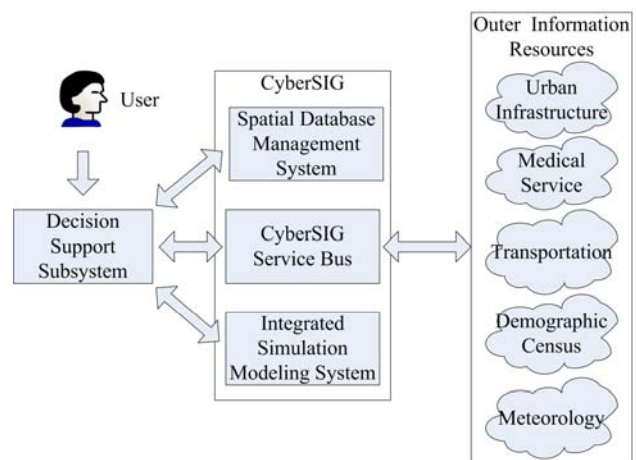 User
Decision
Support
Subsystem
CyberSIG
Spatial Database
Management
System
CyberSIG
Service Bus
Integrated
Simulation
Modeling System
Outer Information
Resources
Urban
Infrastructure
Medical
Service
Transportation
Demographic
Census
Meteorology